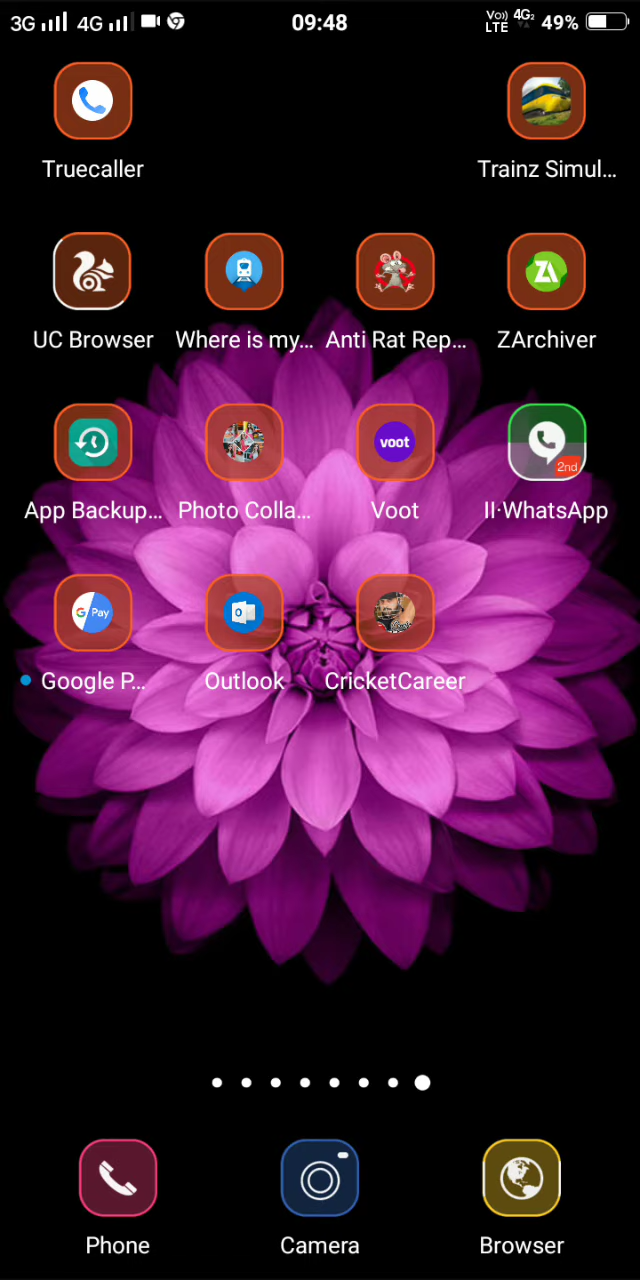 3G 4G 09:48 Vo)) LTE 4G2 49%
Truecaller Trainz Simul...
UC Browser Where is my... Anti Rat Rep... ZArchiver
ZA
voot
2nd
App Backup... Photo Colla... Voot II·WhatsApp
G Pay
O
Google P... Outlook CricketCareer
Phone Camera Browser